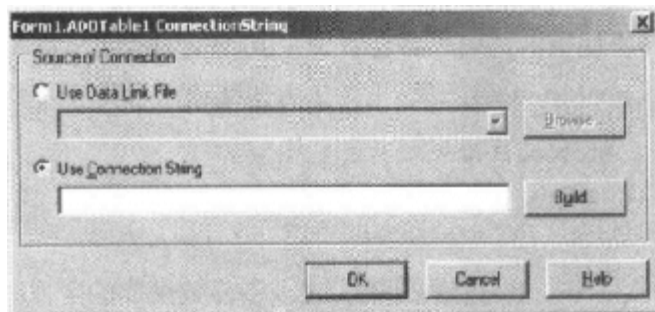 Form1.ADOTable1 ConnectionString
Source of Connection
Use Data Link File
Browse...
Use Connection String
Build...
OK
Cancel
Help